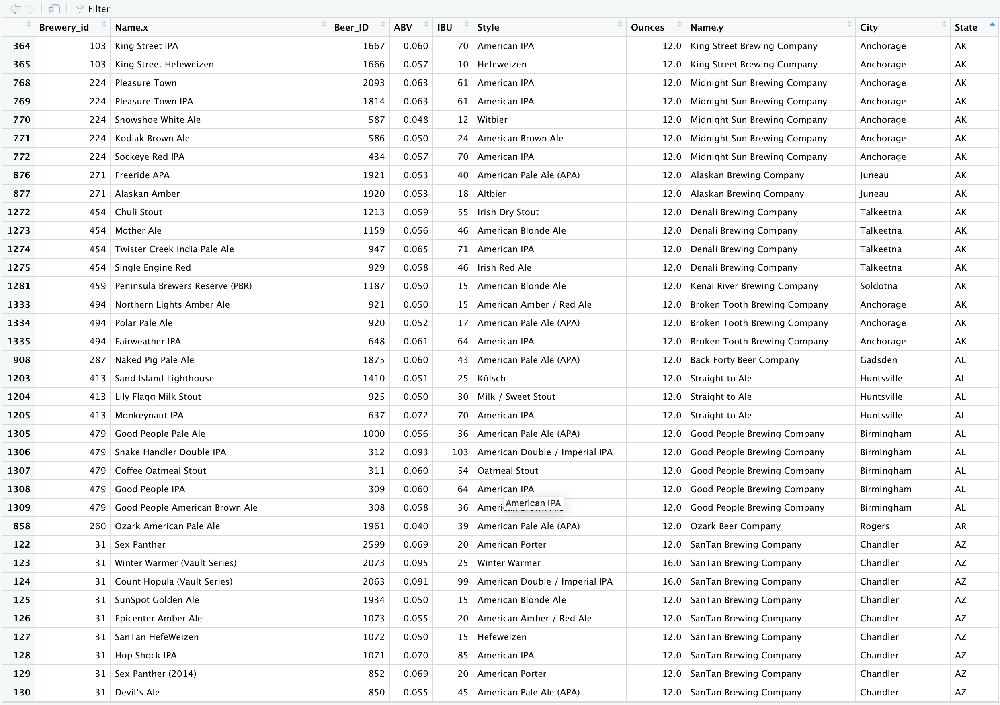 Filter
Brewery_id Name.x Beer_ID ABV IBU Style Ounces Name.y City State
364 103 King Street IPA 1667 0.060 70 American IPA 12.0 King Street Brewing Company Anchorage AK
365 103 King Street Hefeweizen 1666 0.057 10 Hefeweizen 12.0 King Street Brewing Company Anchorage AK
768 224 Pleasure Town 2093 0.063 61 American IPA 12.0 Midnight Sun Brewing Company Anchorage AK
769 224 Pleasure Town IPA 1814 0.063 61 American IPA 12.0 Midnight Sun Brewing Company Anchorage AK
770 224 Snowshoe White Ale 587 0.048 12 Witbier 12.0 Midnight Sun Brewing Company Anchorage AK
771 224 Kodiak Brown Ale 586 0.050 24 American Brown Ale 12.0 Midnight Sun Brewing Company Anchorage AK
772 224 Sockeye Red IPA 434 0.057 70 American IPA 12.0 Midnight Sun Brewing Company Anchorage AK
876 271 Freeride APA 1921 0.053 40 American Pale Ale (APA) 12.0 Alaskan Brewing Company Juneau AK
877 271 Alaskan Amber 1920 0.053 18 Altbier 12.0 Alaskan Brewing Company Juneau AK
1272 454 Chuli Stout 1213 0.059 55 Irish Dry Stout 12.0 Denali Brewing Company Talkeetna AK
1273 454 Mother Ale 1159 0.056 46 American Blonde Ale 12.0 Denali Brewing Company Talkeetna AK
1274 454 Twister Creek India Pale Ale 947 0.065 71 American IPA 12.0 Denali Brewing Company Talkeetna AK
1275 454 Single Engine Red 929 0.058 46 Irish Red Ale 12.0 Denali Brewing Company Talkeetna AK
1281 459 Peninsula Brewers Reserve (PBR) 1187 0.050 15 American Blonde Ale 12.0 Kenai River Brewing Company Soldotna AK
1333 494 Northern Lights Amber Ale 921 0.050 15 American Amber / Red Ale 12.0 Broken Tooth Brewing Company Anchorage AK
1334 494 Polar Pale Ale 920 0.052 17 American Pale Ale (APA) 12.0 Broken Tooth Brewing Company Anchorage AK
1335 494 Fairweather IPA 648 0.061 64 American IPA 12.0 Broken Tooth Brewing Company Anchorage AK
908 287 Naked Pig Pale Ale 1875 0.060 43 American Pale Ale (APA) 12.0 Back Forty Beer Company Gadsden AL
1203 413 Sand Island Lighthouse 1410 0.051 25 Kölsch 12.0 Straight to Ale Huntsville AL
1204 413 Lily Flagg Milk Stout 925 0.050 30 Milk / Sweet Stout 12.0 Straight to Ale Huntsville AL
1205 413 Monkeynaut IPA 637 0.072 70 American IPA 12.0 Straight to Ale Huntsville AL
1305 479 Good People Pale Ale 1000 0.056 36 American Pale Ale (APA) 12.0 Good People Brewing Company Birmingham AL
1306 479 Snake Handler Double IPA 312 0.093 103 American Double / Imperial IPA 12.0 Good People Brewing Company Birmingham AL
1307 479 Coffee Oatmeal Stout 311 0.060 54 Oatmeal Stout 12.0 Good People Brewing Company Birmingham AL
1308 479 Good People IPA 309 0.060 64 American IPA 12.0 Good People Brewing Company Birmingham AL
American IPA
1309 479 Good People American Brown Ale 308 0.058 36 American Brown Ale 12.0 Good People Brewing Company Birmingham AL
858 260 Ozark American Pale Ale 1961 0.040 39 American Pale Ale (APA) 12.0 Ozark Beer Company Rogers AR
122 31 Sex Panther 2599 0.069 20 American Porter 12.0 SanTan Brewing Company Chandler AZ
123 31 Winter Warmer (Vault Series) 2073 0.095 25 Winter Warmer 16.0 SanTan Brewing Company Chandler AZ
124 31 Count Hopula (Vault Series) 2063 0.091 99 American Double / Imperial IPA 16.0 SanTan Brewing Company Chandler AZ
125 31 SunSpot Golden Ale 1934 0.050 15 American Blonde Ale 12.0 SanTan Brewing Company Chandler AZ
126 31 Epicenter Amber Ale 1073 0.055 20 American Amber / Red Ale 12.0 SanTan Brewing Company Chandler AZ
127 31 SanTan HefeWeizen 1072 0.050 15 Hefeweizen 12.0 SanTan Brewing Company Chandler AZ
128 31 Hop Shock IPA 1071 0.070 85 American IPA 12.0 SanTan Brewing Company Chandler AZ
129 31 Sex Panther (2014) 852 0.069 20 American Porter 12.0 SanTan Brewing Company Chandler AZ
130 31 Devil’s Ale 850 0.055 45 American Pale Ale (APA) 12.0 SanTan Brewing Company Chandler AZ